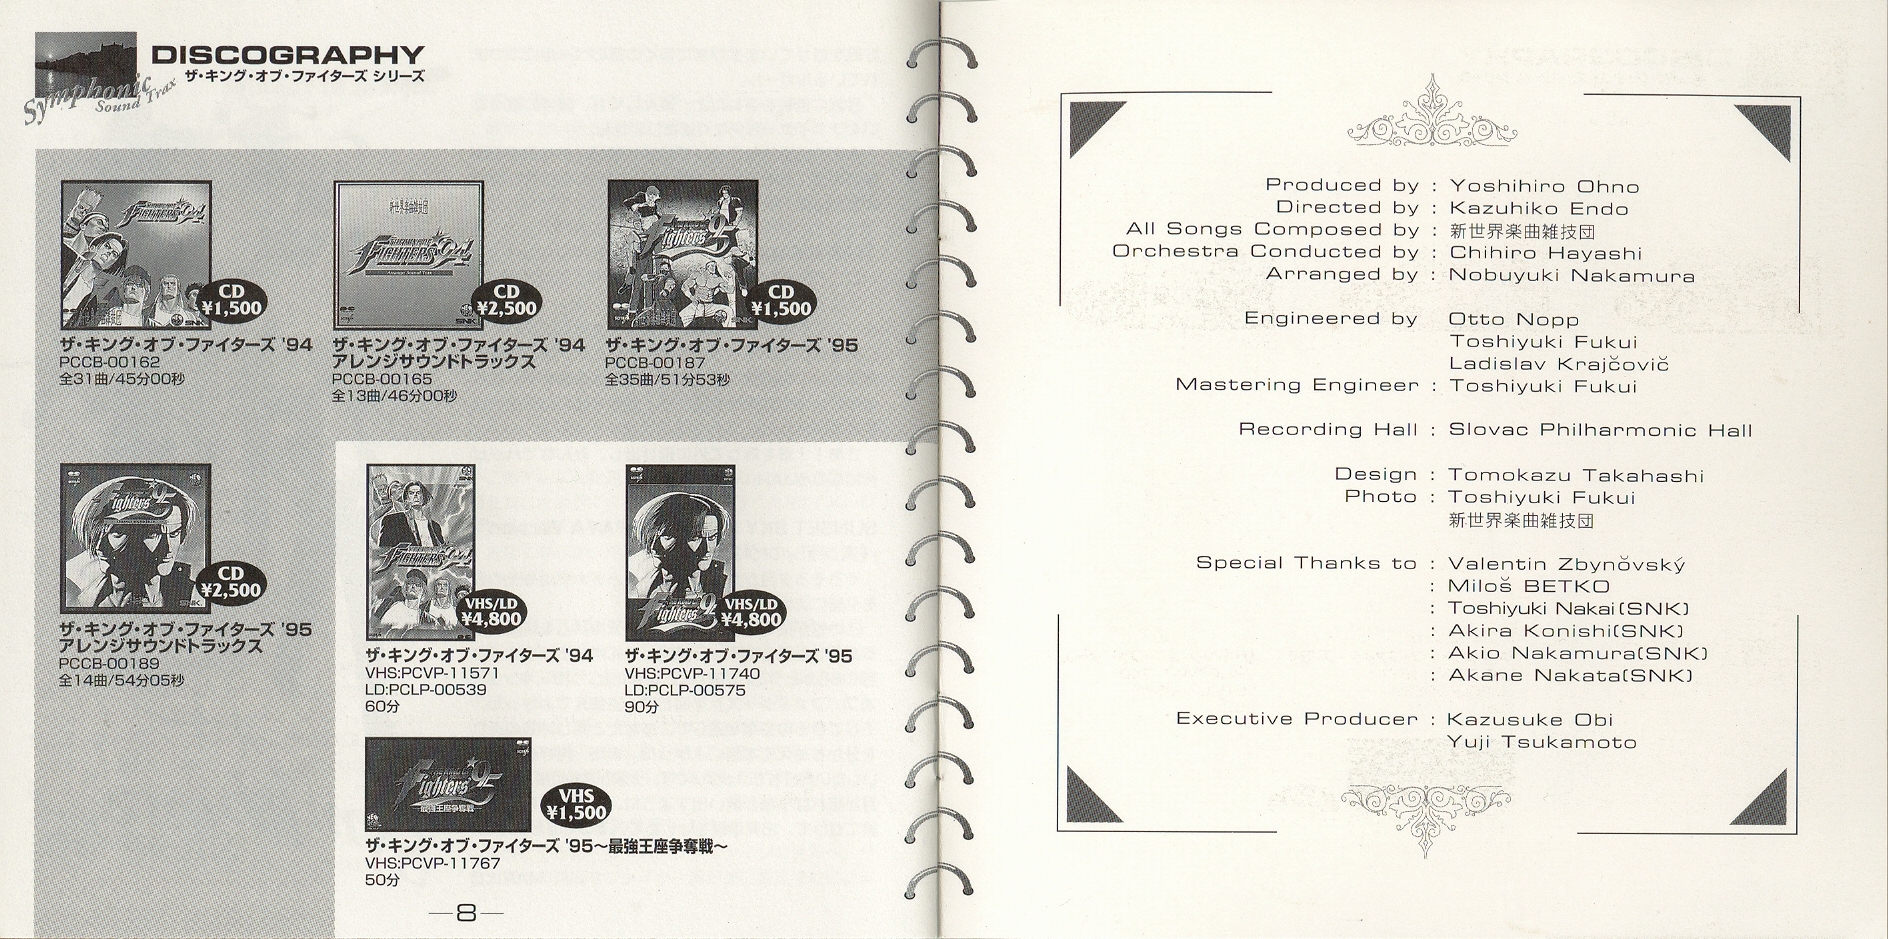 DISCOGRAPHY
ザ・キング・オブ・ファイターズ シリーズ
Symphonic
Sound Trax
新世界楽曲雑技団
CD
¥1,500
CD
¥2,500
CD
¥1,500
ザ・キング・オブ・ファイターズ '94
PCCB-00162
全31曲/45分00秒
ザ・キング・オブ・ファイターズ '94
アレンジサウンドトラックス
PCCB-00165
全13曲/46分00秒
ザ・キング・オブ・ファイターズ '95
PCCB-00187
全35曲/51分53秒
CD
¥2,500
ザ・キング・オブ・ファイターズ '95
アレンジサウンドトラックス
PCCB-00189
全14曲/54分05秒
VHS/LD
¥4,800
ザ・キング・オブ・ファイターズ '94
VHS:PCVP-11571
LD:PCLP-00539
60分
VHS/LD
¥4,800
ザ・キング・オブ・ファイターズ '95
VHS:PCVP-11740
LD:PCLP-00575
90分
最強王座争奪戦
VHS
¥1,500
ザ・キング・オブ・ファイターズ '95〜最強王座争奪戦〜
VHS:PCVP-11767
50分
—8—
Produced by : Yoshihiro Ohno
Directed by : Kazuhiko Endo
All Songs Composed by : 新世界楽曲雑技団
Orchestra Conducted by : Chihiro Hayashi
Arranged by : Nobuyuki Nakamura
Engineered by Otto Nopp
Toshiyuki Fukui
Ladislav Krajčovič
Mastering Engineer : Toshiyuki Fukui
Recording Hall : Slovac Philharmonic Hall
Design : Tomokazu Takahashi
Photo : Toshiyuki Fukui
新世界楽曲雑技団
Special Thanks to : Valentin Zbynǒvský
: Miloš BETKO
: Toshiyuki Nakai(SNK)
: Akira Konishi(SNK)
: Akio Nakamura(SNK)
: Akane Nakata(SNK)
Executive Producer : Kazusuke Obi
Yuji Tsukamoto